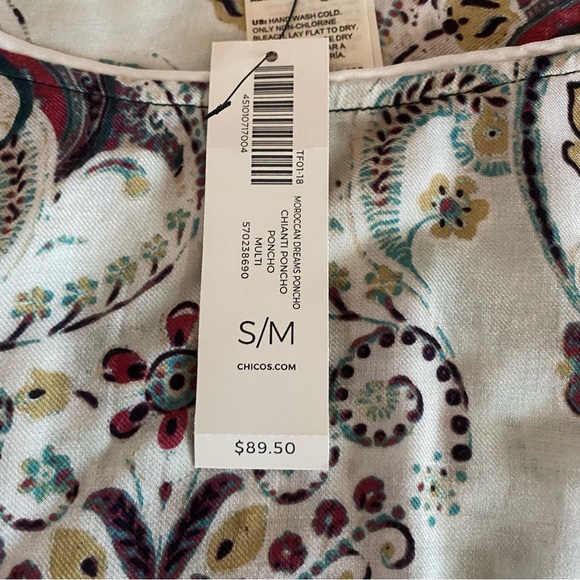 US: HAND WASH COLD.
ONLY NON-CHLORINE
BLEACH. LAY FLAT TO DRY.
451010717004
TF01-18
MOROCCAN DREAMS PONCHO
CHIANTI PONCHO
PONCHO
MULTI
570238690
S/M
CHICOS.COM
$89.50